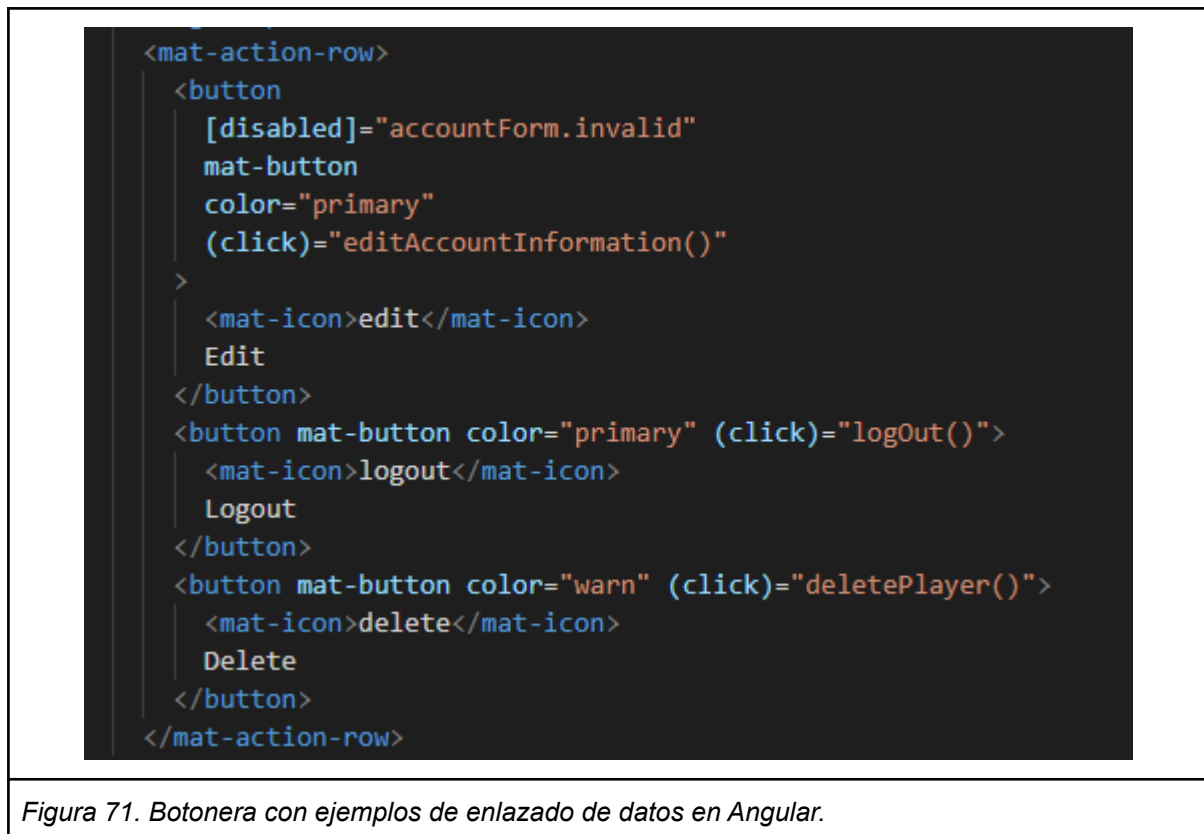 <mat-action-row>
<button
[disabled]="accountForm.invalid"
mat-button
color="primary"
(click)="editAccountInformation()"
>
<mat-icon>edit</mat-icon>
Edit
</button>
<button mat-button color="primary" (click)="logOut()">
<mat-icon>logout</mat-icon>
Logout
</button>
<button mat-button color="warn" (click)="deletePlayer()">
<mat-icon>delete</mat-icon>
Delete
</button>
</mat-action-row>
Figura 71. Botonera con ejemplos de enlazado de datos en Angular.